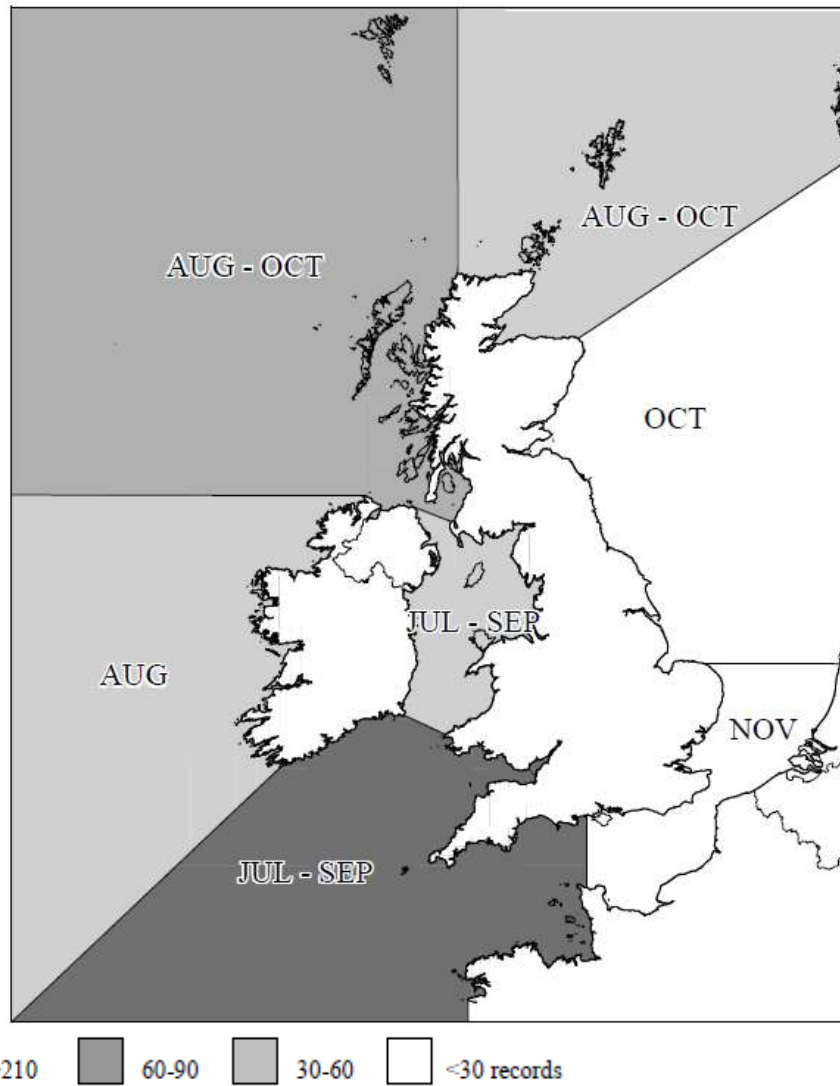 AUG - OCT
AUG - OCT
OCT
JUL - SEP
AUG
NOV
JUL - SEP
210 60-90 30-60 <30 records